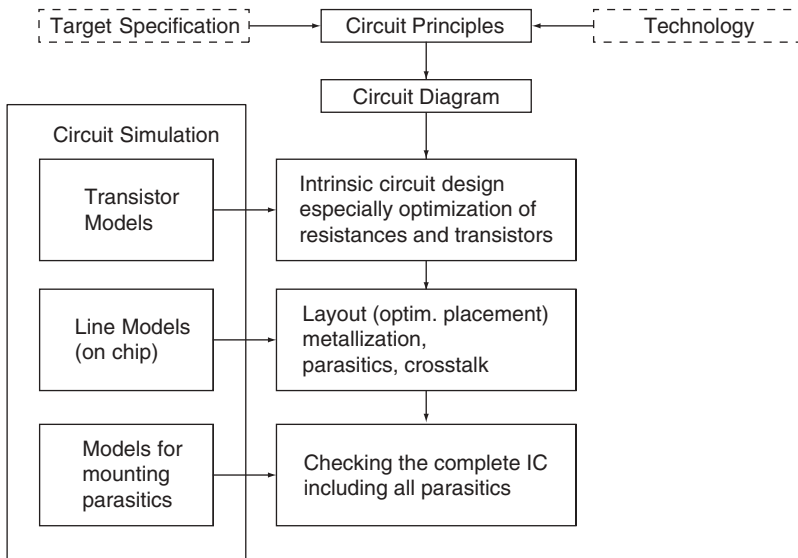 Target Specification
Circuit Principles
Technology
Circuit Diagram
Circuit Simulation
Transistor
Models
Intrinsic circuit design
especially optimization of
resistances and transistors
Line Models
(on chip)
Layout (optim. placement)
metallization,
parasitics, crosstalk
Models for
mounting
parasitics
Checking the complete IC
including all parasitics